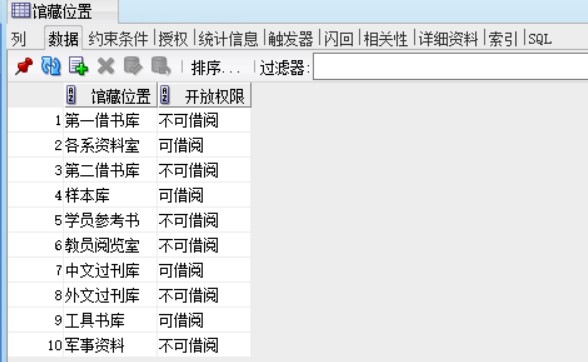 馆藏位置
列 数据 约束条件 授权 统计信息 触发器 闪回 相关性 详细资料 索引 SQL
排序... 过滤器:
馆藏位置 开放权限
1 第一借书库 不可借阅
2 各系资料室 可借阅
3 第二借书库 不可借阅
4 样本库 可借阅
5 学员参考书 不可借阅
6 教员阅览室 不可借阅
7 中文过刊库 可借阅
8 外文过刊库 不可借阅
9 工具书库 可借阅
10 军事资料 不可借阅